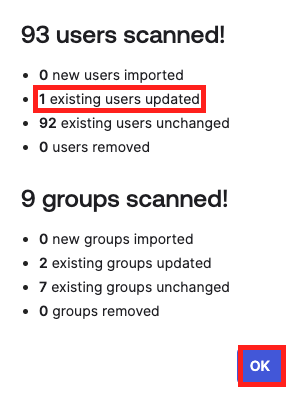 93 users scanned!
0 new users imported
1 existing users updated
92 existing users unchanged
0 users removed
9 groups scanned!
0 new groups imported
2 existing groups updated
7 existing groups unchanged
0 groups removed
OK